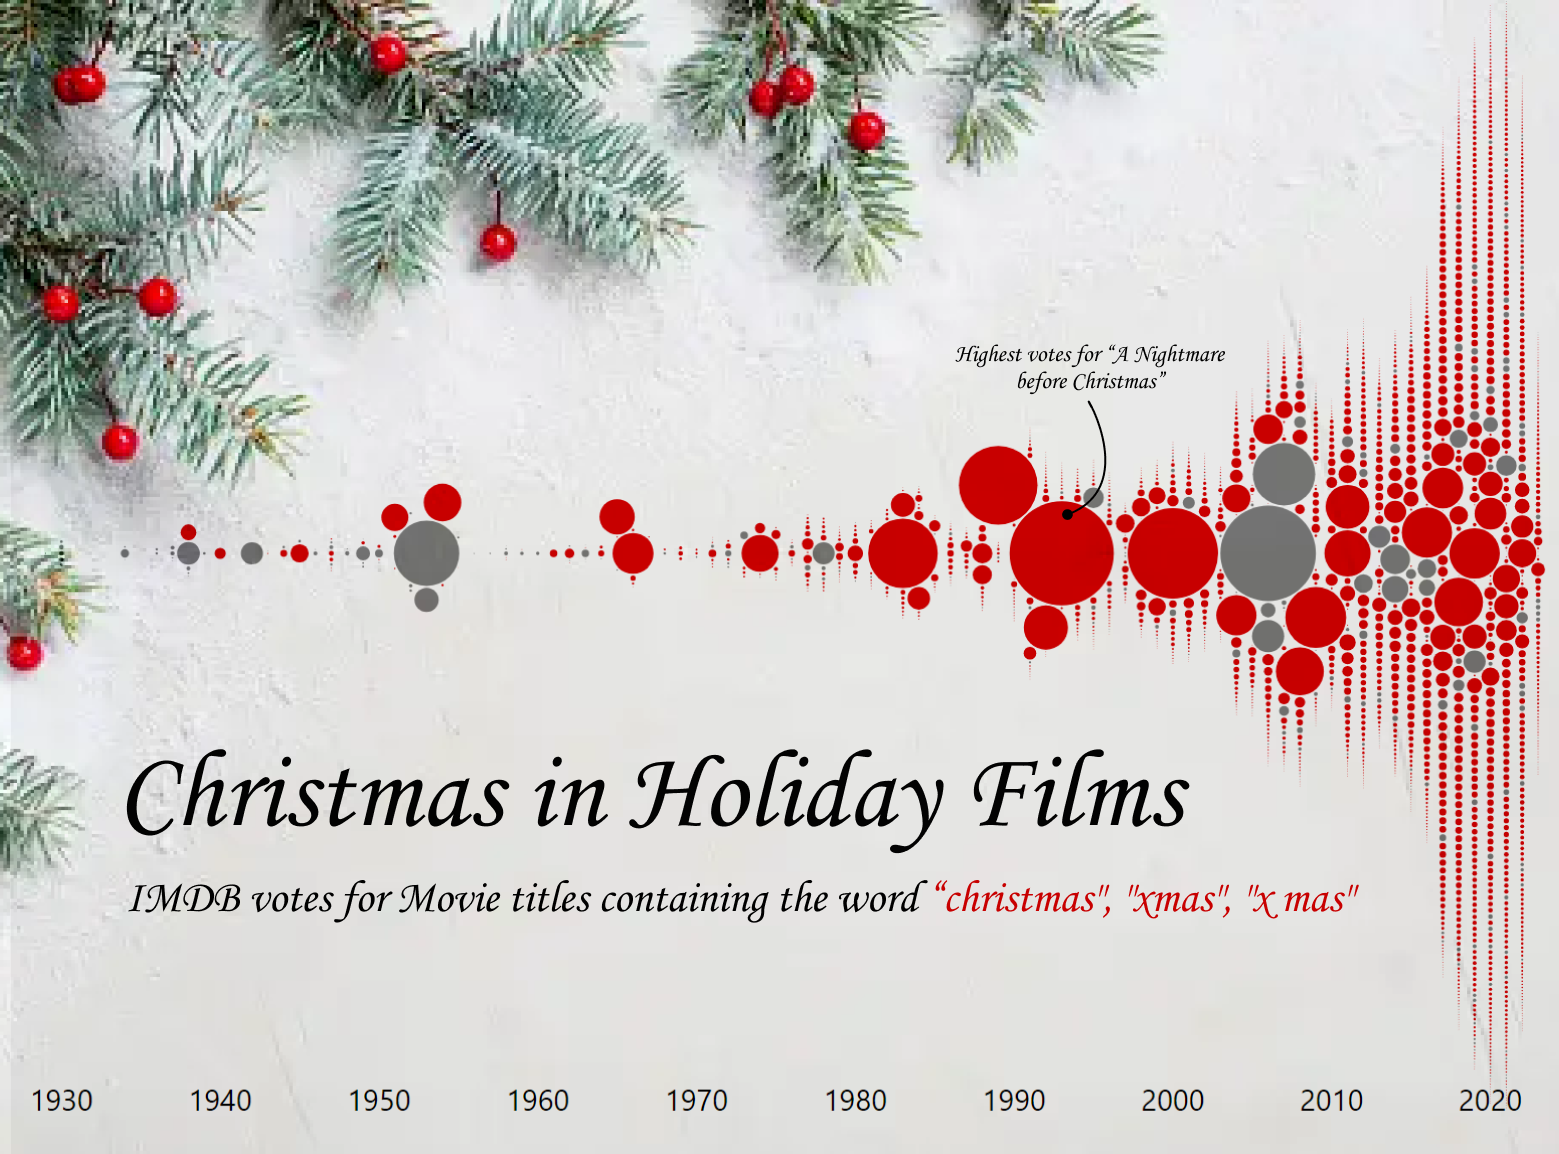 Highest votes for “A Nightmare
before Christmas”
Christmas in Holiday Films
IMDB votes for Movie titles containing the word “christmas", "xmas", "x mas"
1930 1940 1950 1960 1970 1980 1990 2000 2010 2020